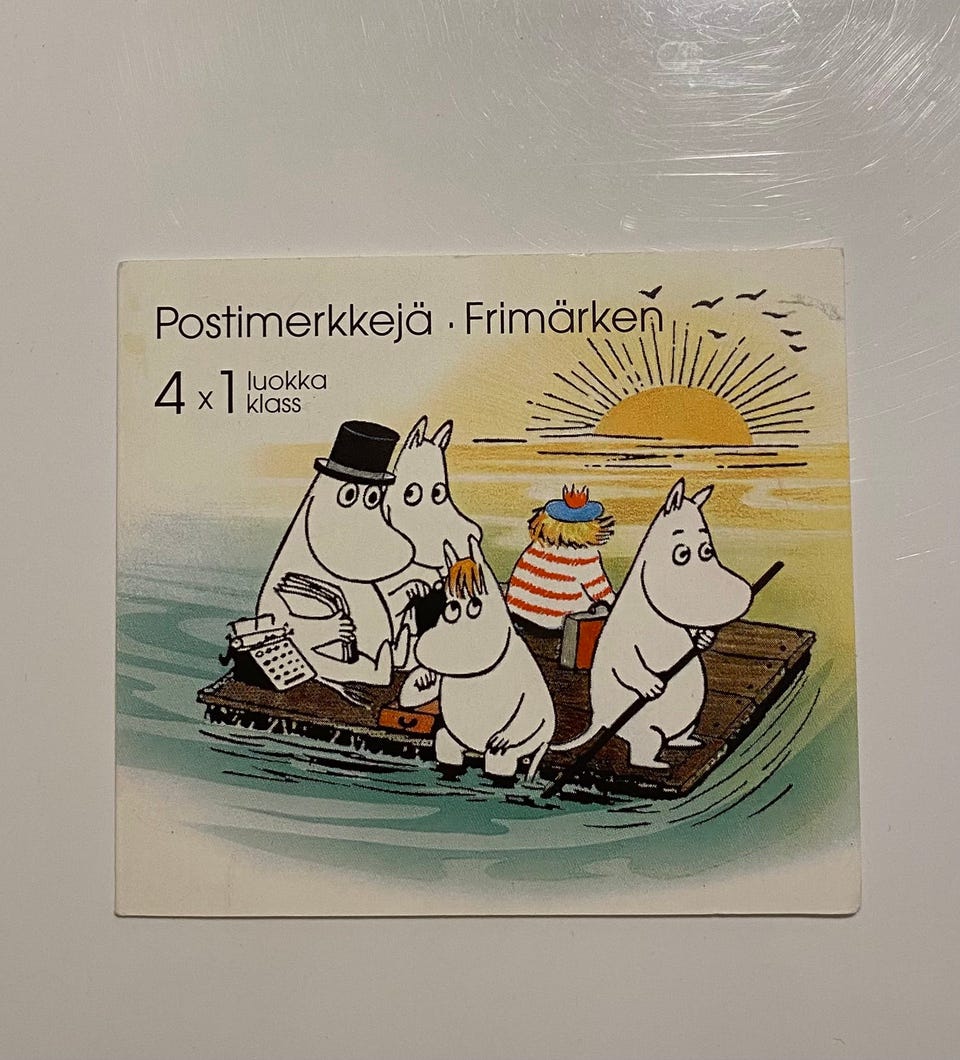 Postimerkkejä · Frimärken
4 x 1 luokka
klass